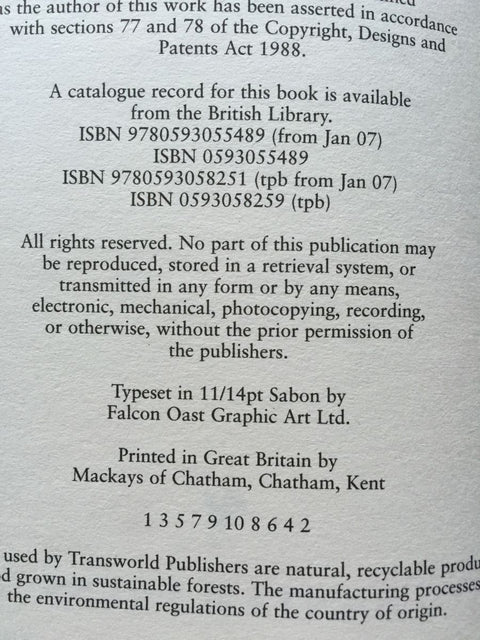 as the author of this work has been asserted in accordance
with sections 77 and 78 of the Copyright, Designs and
Patents Act 1988.
A catalogue record for this book is available
from the British Library.
ISBN 9780593055489 (from Jan 07)
ISBN 0593055489
ISBN 9780593058251 (tpb from Jan 07)
ISBN 0593058259 (tpb)
All rights reserved. No part of this publication may
be reproduced, stored in a retrieval system, or
transmitted in any form or by any means,
electronic, mechanical, photocopying, recording,
or otherwise, without the prior permission of
the publishers.
Typeset in 11/14pt Sabon by
Falcon Oast Graphic Art Ltd.
Printed in Great Britain by
Mackays of Chatham, Chatham, Kent
1 3 5 7 9 10 8 6 4 2
used by Transworld Publishers are natural, recyclable produ
d grown in sustainable forests. The manufacturing processes
the environmental regulations of the country of origin.